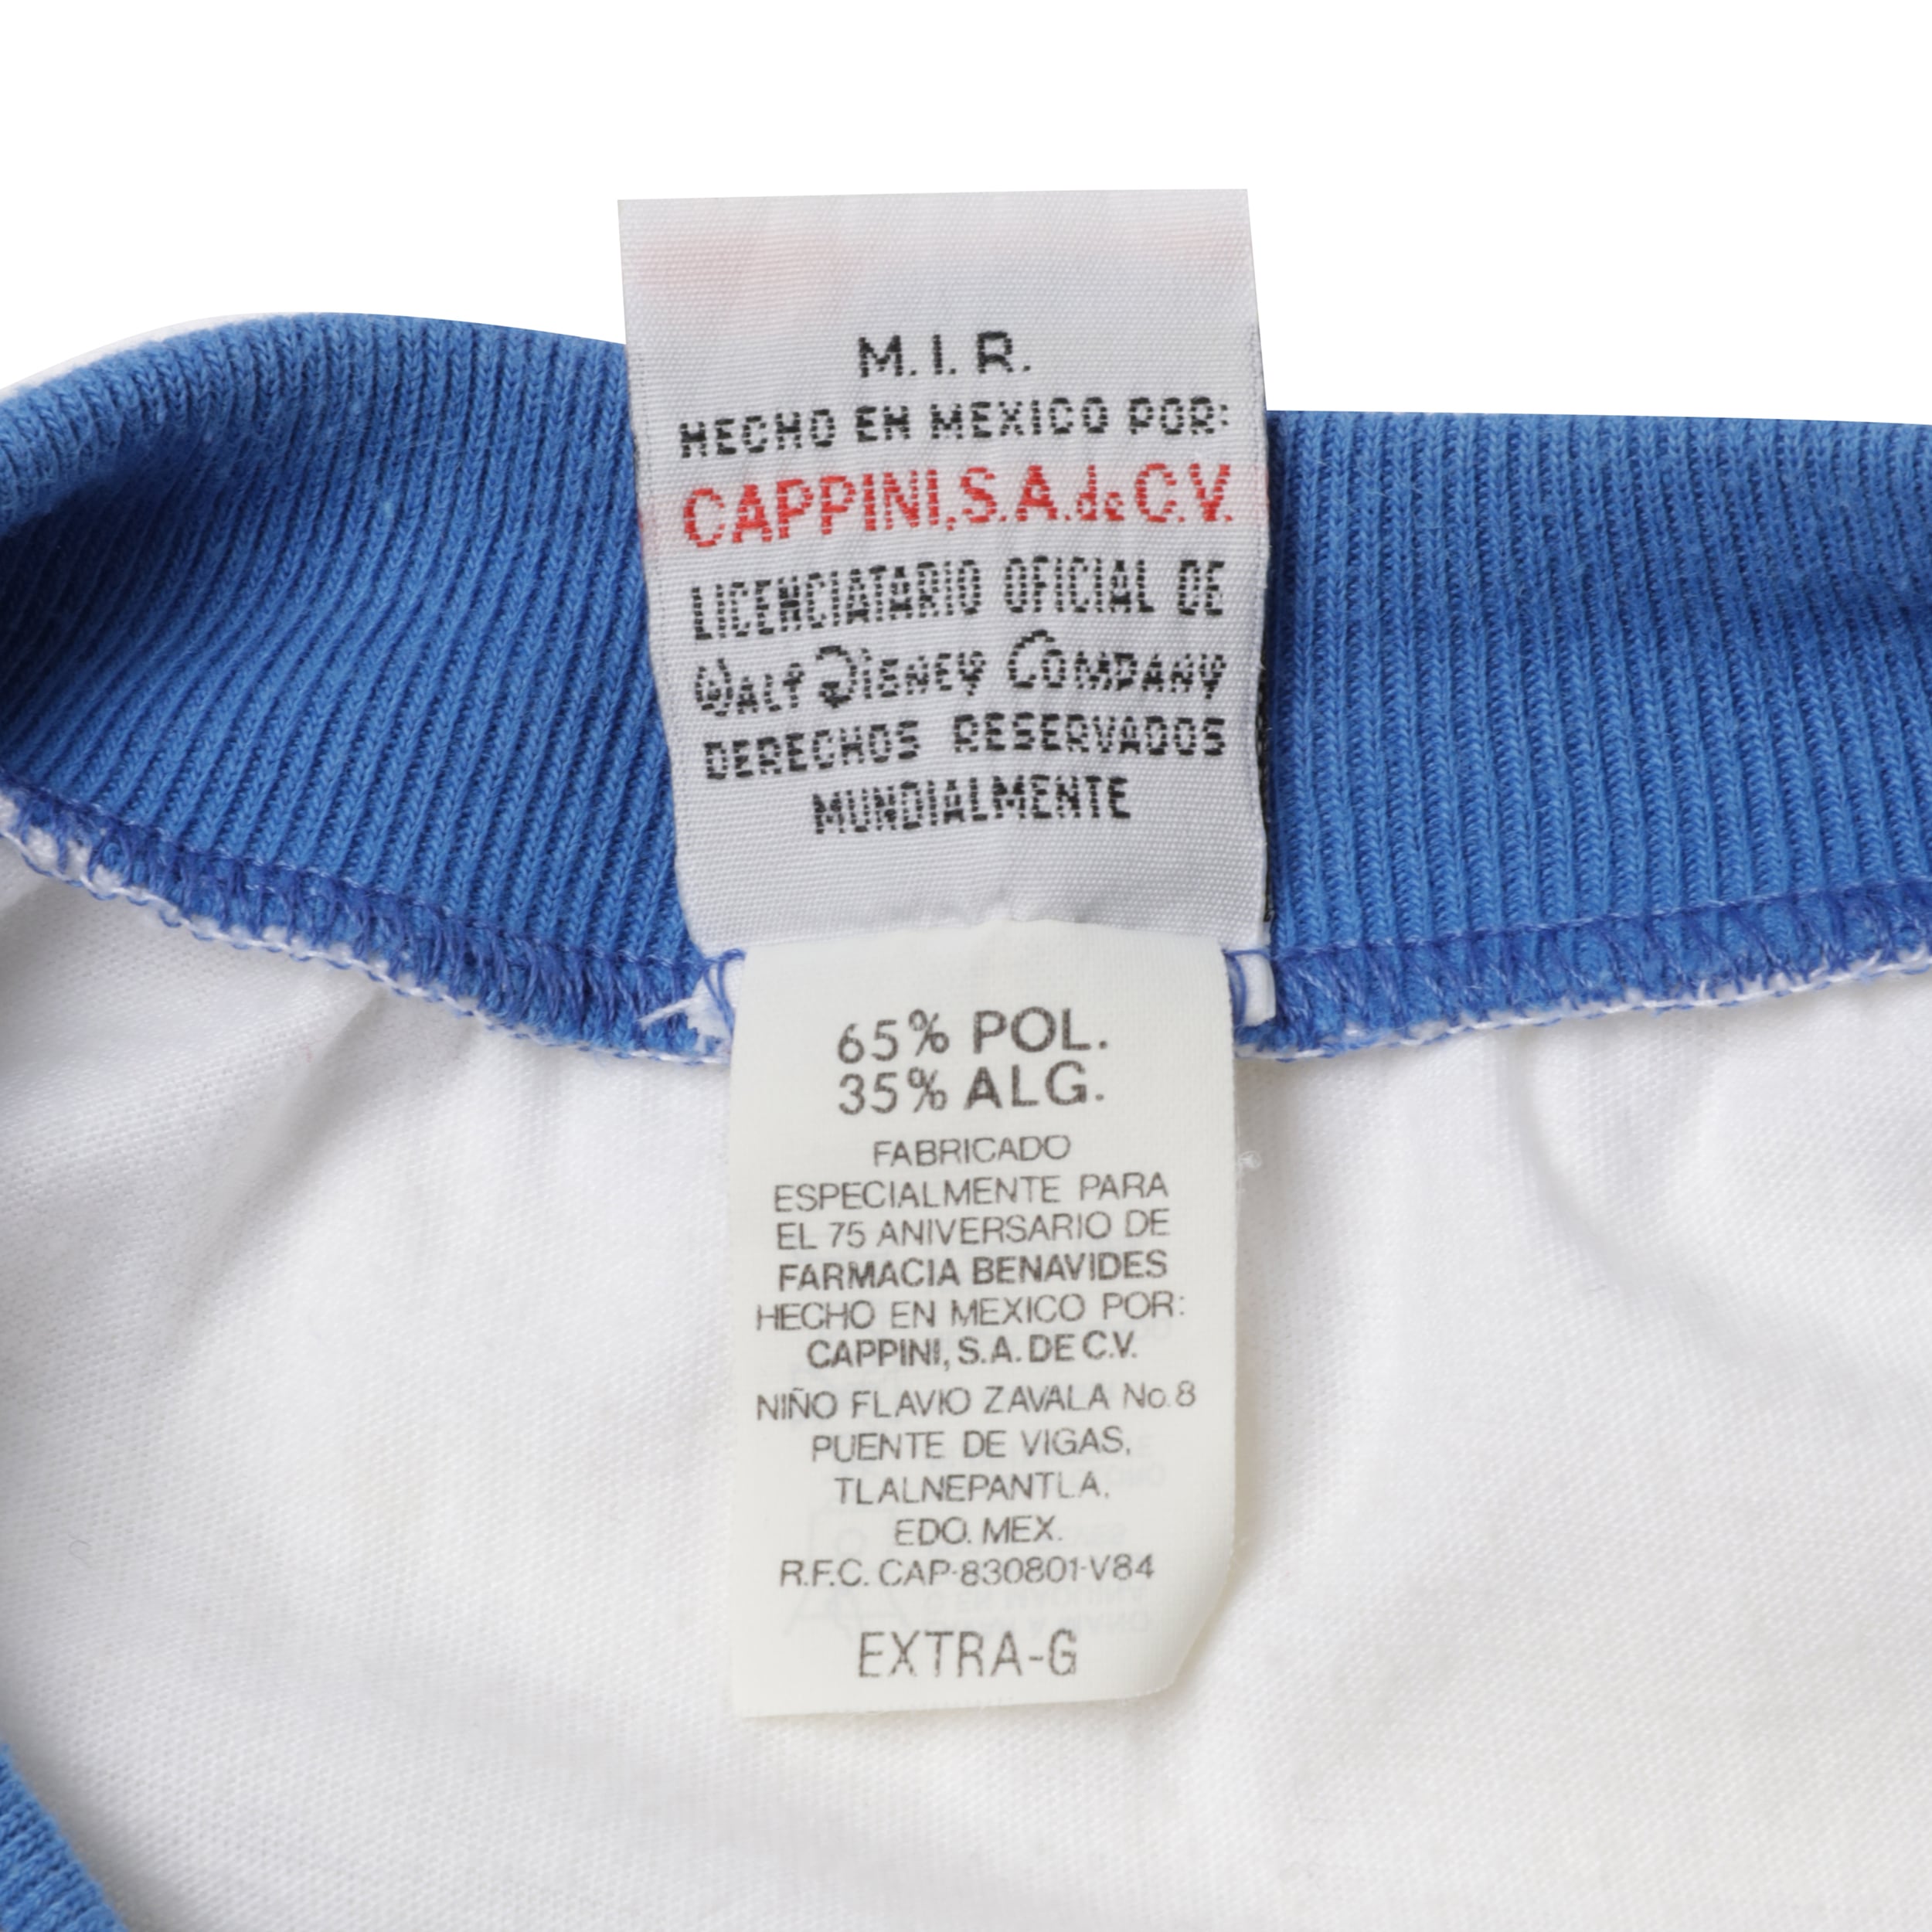 M.I.R.
HECHO EN MEXICO POR:
CAPPINI, S.A. de C.V.
LICENCIATARIO OFICIAL DE
WALT DISNEY COMPANY
DERECHOS RESERVADOS
MUNDIALMENTE
65% POL.
35% ALG.
FABRICADO
ESPECIALMENTE PARA
EL 75 ANIVERSARIO DE
FARMACIA BENAVIDES
HECHO EN MEXICO POR:
CAPPINI, S.A. DE C.V.
NIÑO FLAVIO ZAVALA No. 8
PUENTE DE VIGAS,
TLALNEPANTLA,
EDO. MEX.
R.F.C. CAP-830801-V84
EXTRA-G